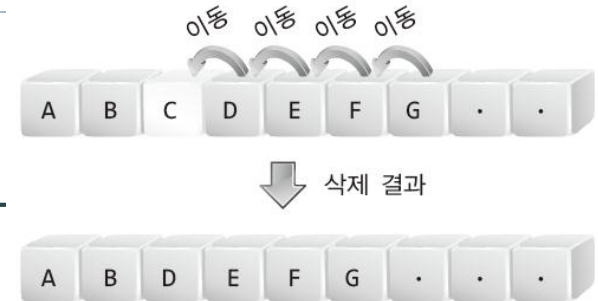 이동 이동 이동 이동
A B C D E F G · ·
삭제 결과
A B D E F G · · ·